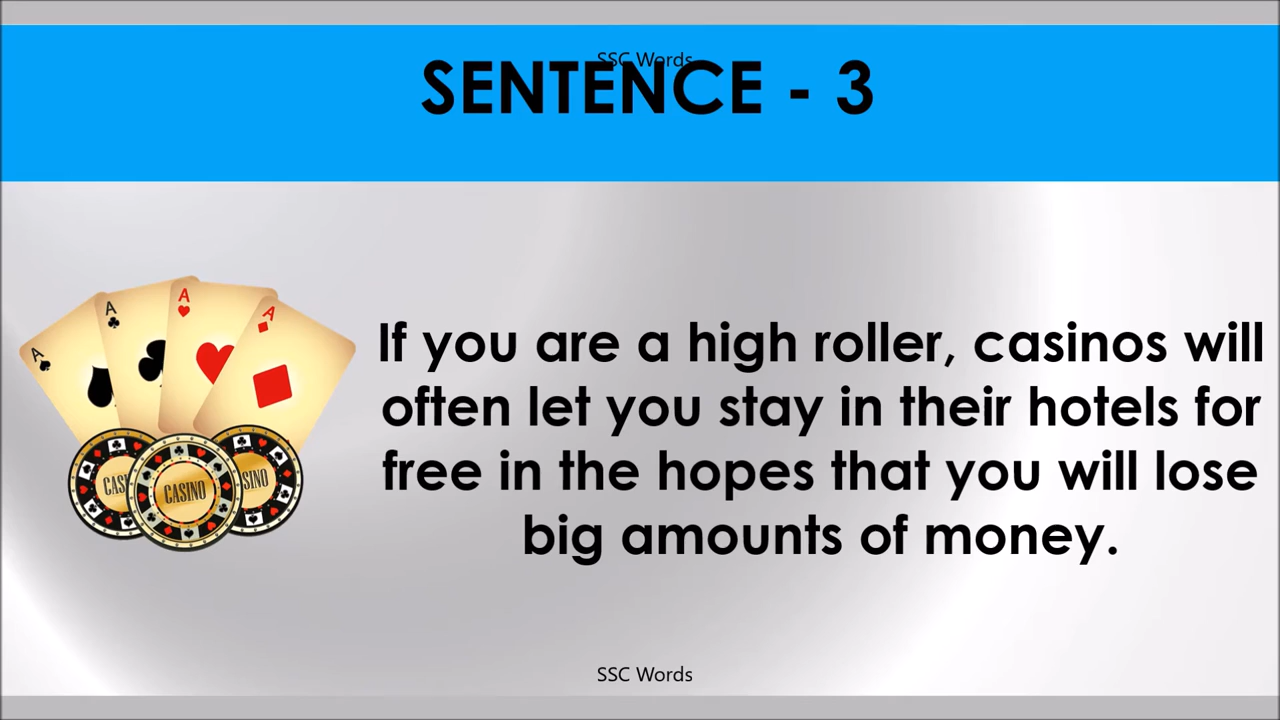 SSC Words
SENTENCE - 3
A
A
A
A
CASINO
If you are a high roller, casinos will
often let you stay in their hotels for
free in the hopes that you will lose
big amounts of money.
SSC Words